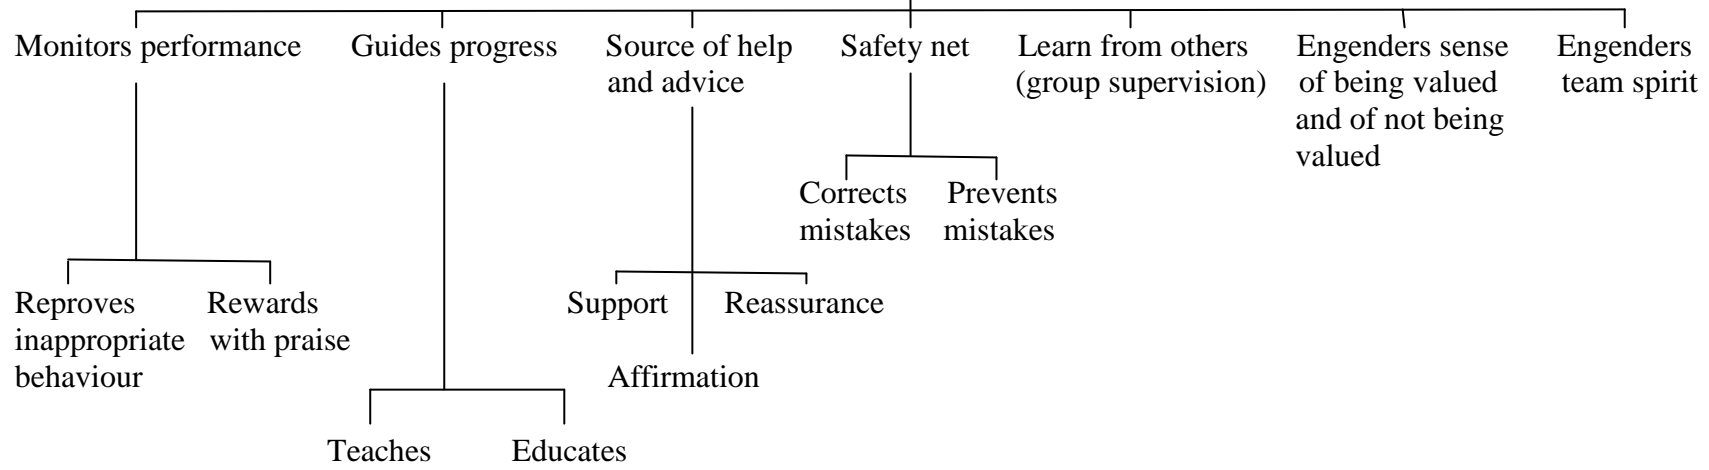 Monitors performance
Guides progress
Source of help
and advice
Safety net
Learn from others
(group supervision)
Engenders sense
of being valued
and of not being
valued
Engenders
team spirit
Corrects
mistakes
Prevents
mistakes
Reproves
inappropriate
behaviour
Rewards
with praise
Support
Reassurance
Affirmation
Teaches
Educates